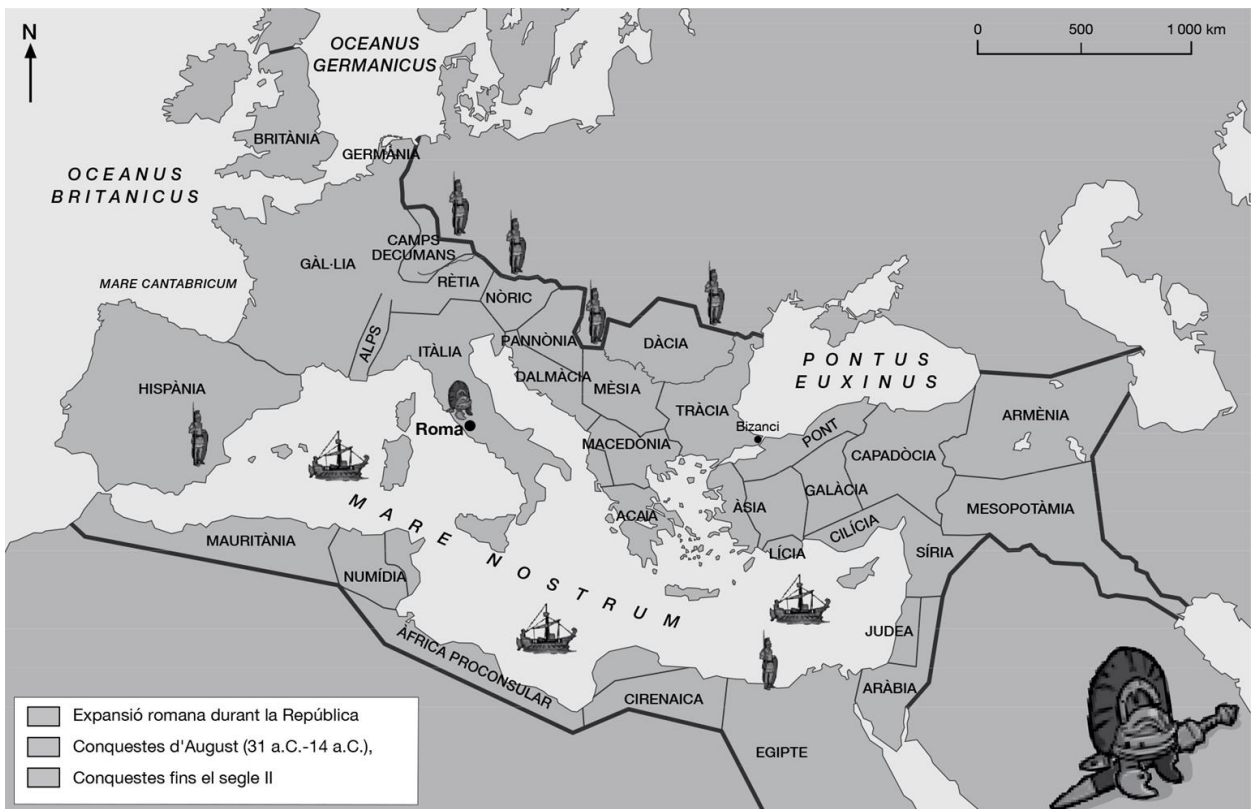 N
OCEANUS
GERMANICUS
0 500 1 000 km
BRITÀNIA
GERMÀNIA
OCEANUS
BRITANICUS
CAMPS
DECUMANS
GÀL·LIA
RÈTIA
MARE CANTABRICUM
NÒRIC
ALPS
PANNÒNIA
DÀCIA
ITÀLIA
PONTUS
EUXINUS
DALMÀCIA
MÈSIA
HISPÀNIA
TRÀCIA
ARMÈNIA
Roma
Bizanci
PONT
MACEDÒNIA
CAPADÒCIA
GALÀCIA
ÀSIA
MESOPOTÀMIA
ACAIA
CILÍCIA
MAURITÀNIA
LÍCIA
SÍRIA
NUMÍDIA
MARE NOSTRUM
JUDEA
ÀFRICA PROCONSULAR
ARÀBIA
CIRENAICA
EGIPTE
Expansió romana durant la República
Conquestes d'August (31 a.C.-14 a.C.),
Conquestes fins el segle II